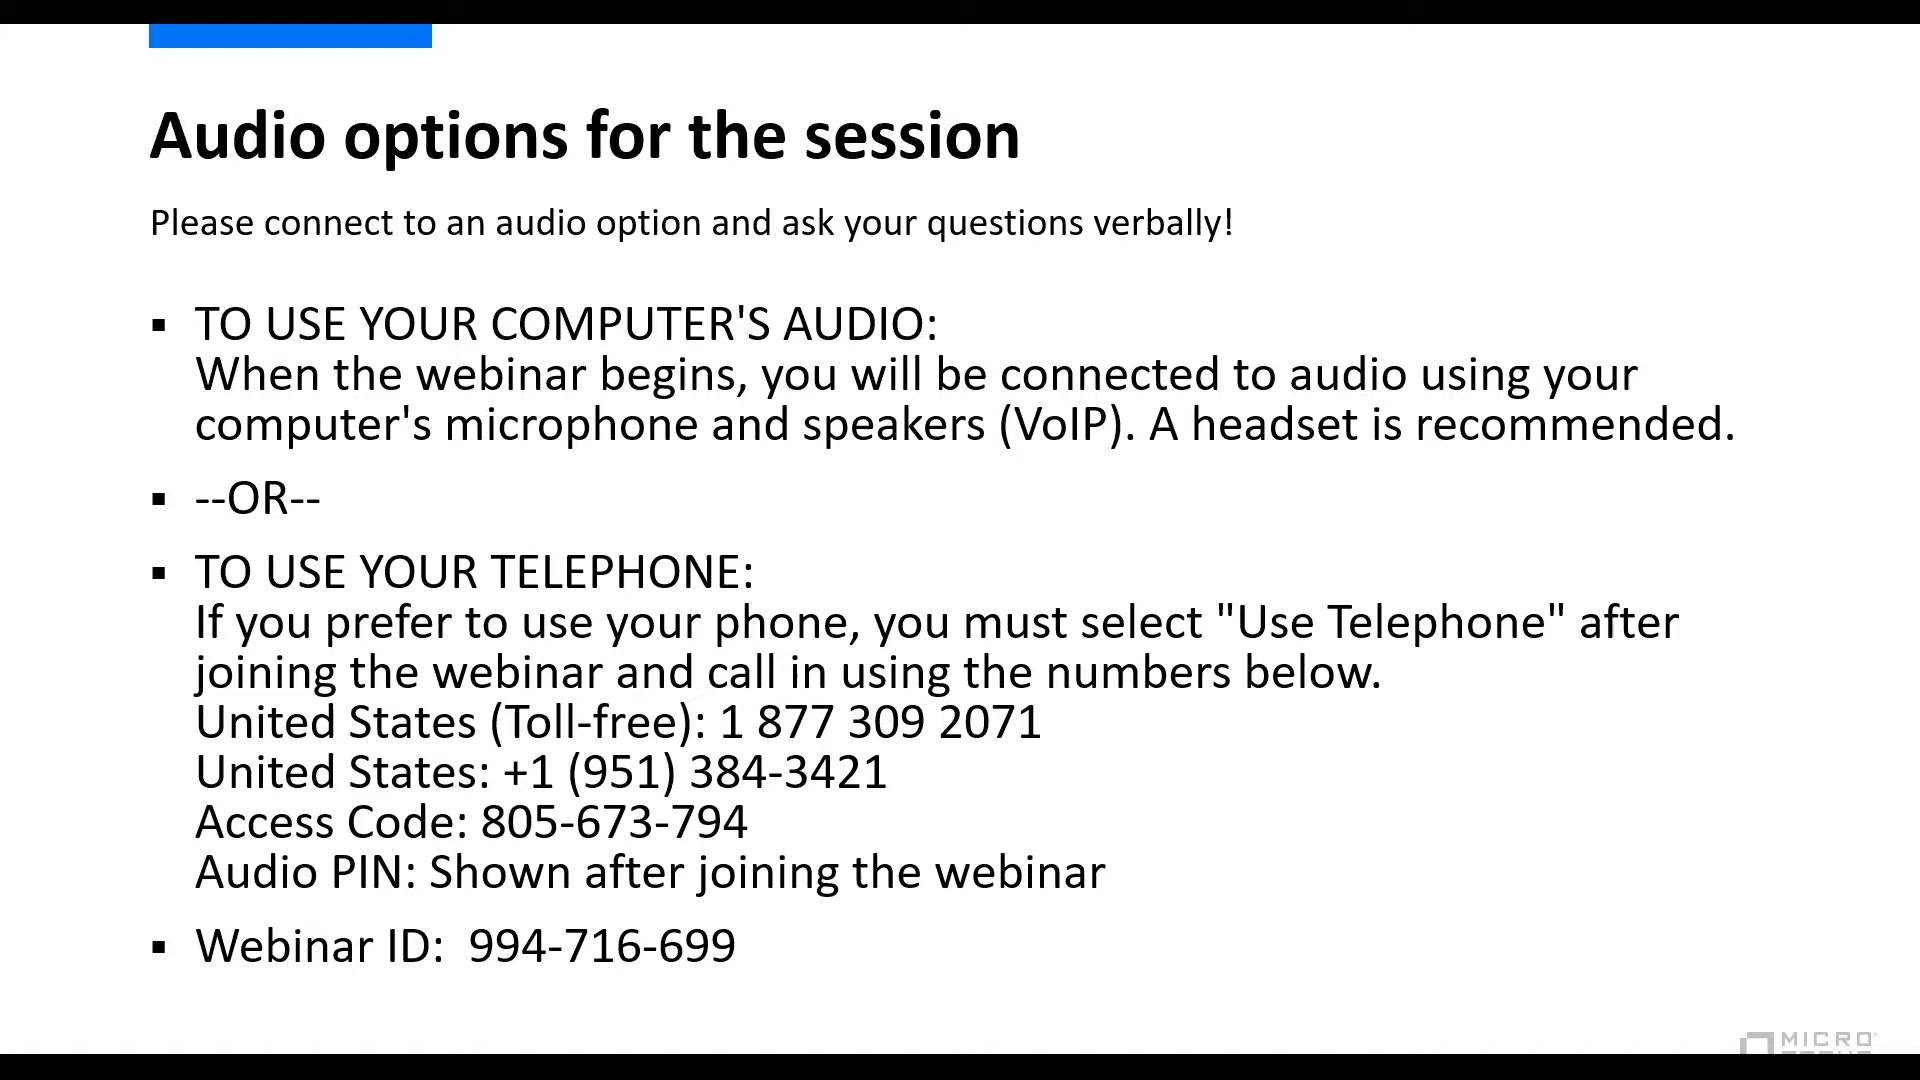 Audio options for the session
Please connect to an audio option and ask your questions verbally!
▪ TO USE YOUR COMPUTER'S AUDIO:
When the webinar begins, you will be connected to audio using your
computer's microphone and speakers (VoIP). A headset is recommended.
▪ --OR--
▪ TO USE YOUR TELEPHONE:
If you prefer to use your phone, you must select "Use Telephone" after
joining the webinar and call in using the numbers below.
United States (Toll-free): 1 877 309 2071
United States: +1 (951) 384-3421
Access Code: 805-673-794
Audio PIN: Shown after joining the webinar
▪ Webinar ID:  994-716-699
MICRO